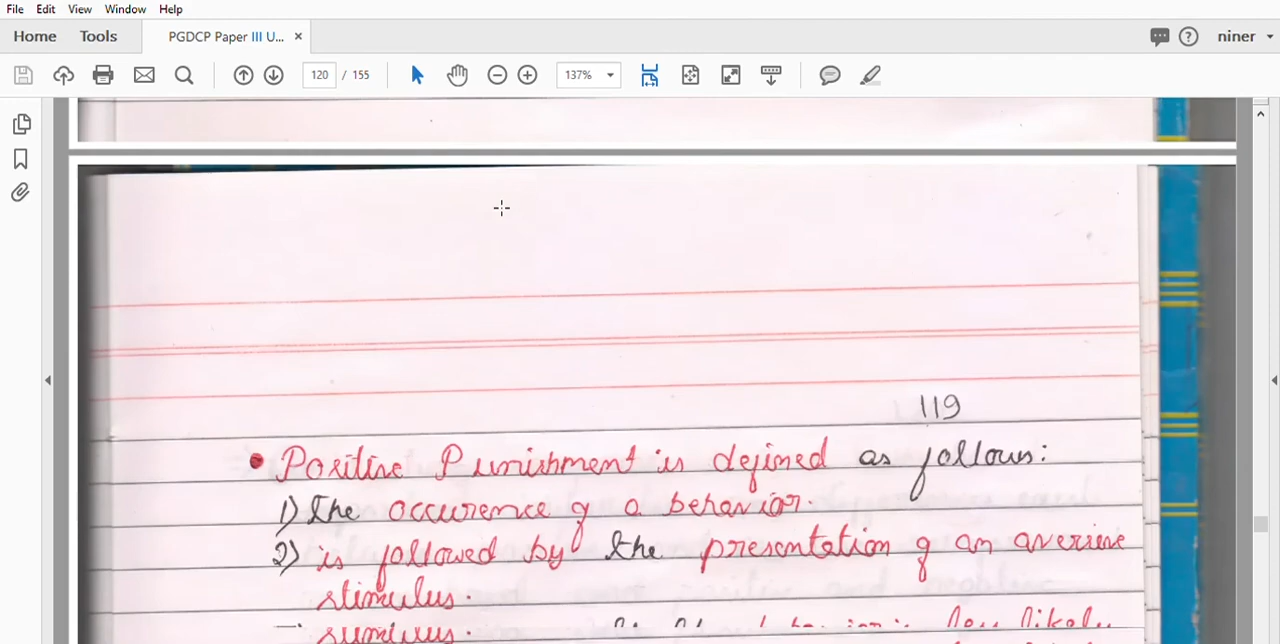 File Edit View Window Help
Home Tools PGDCP Paper III U... × niner
120 / 155 137%
119
• Positive Punishment is defined as follows:
1) The occurence of a behavior.
2) is followed by the presentation of an aversive
stimulus.